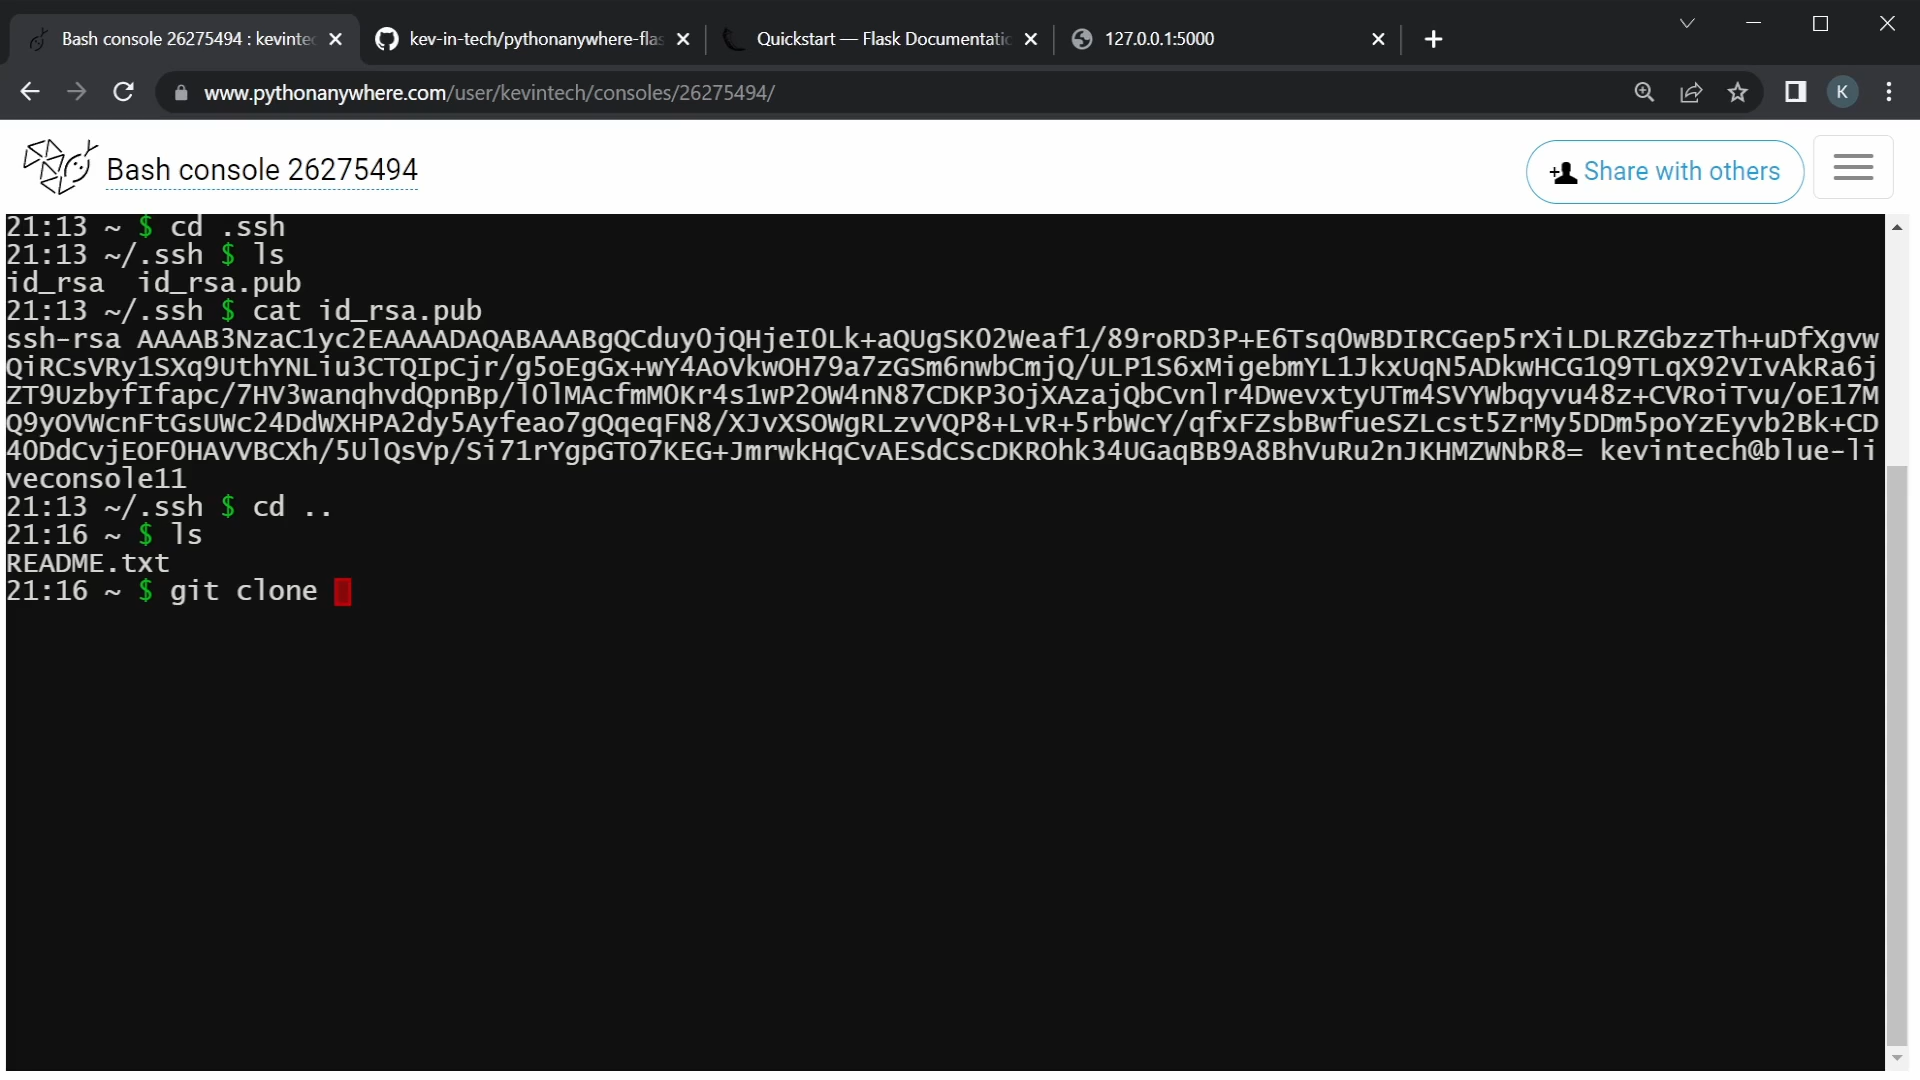 Bash console 26275494 : kevintec
kev-in-tech/pythonanywhere-flas
Quickstart — Flask Documentatic
127.0.0.1:5000
www.pythonanywhere.com/user/kevintech/consoles/26275494/
K
Bash console 26275494
Share with others
21:13 ~ $ cd .ssh
21:13 ~/.ssh $ ls
id_rsa  id_rsa.pub
21:13 ~/.ssh $ cat id_rsa.pub
ssh-rsa AAAAB3NzaC1yc2EAAAADAQABAAABgQCduy0jQHjeI0Lk+aQUgSK02Weaf1/89roRD3P+E6Tsq0wBDIRCGep5rXiLDLRZGbzzTh+uDfXgvw
QiRCsVRy1SXq9UthYNLiu3CTQIpCjr/g5oEgGx+wY4AoVkwOH79a7zGSm6nwbCmjQ/ULP1S6xMigebmYL1JkxUqN5ADkwHCG1Q9TLqX92VIvAkRa6j
ZT9UzbyfIfapc/7HV3wanqhvdQpnBp/l0lMAcfmM0Kr4s1wP2OW4nN87CDKP3OjXAzajQbCvnlr4DwevxtyUTm4SVYWbqyvu48z+CVRoiTvu/oE17M
Q9yOVWcnFtGsUWc24DdWXHPA2dy5Ayfeao7gQqeqFN8/XJvXSOWgRLzvVQP8+LvR+5rbWcY/qfxFZsbBwfueSZLcst5ZrMy5DDm5poYzEyvb2Bk+CD
4ODdCvjEOF0HAVVBCXh/5UlQsVp/Si71rYgpGTO7KEG+JmrwkHqCvAESdCScDKROhk34UGaqBB9A8BhVuRu2nJKHMZWNbR8= kevintech@blue-li
veconsole11
21:13 ~/.ssh $ cd ..
21:16 ~ $ ls
README.txt
21:16 ~ $ git clone